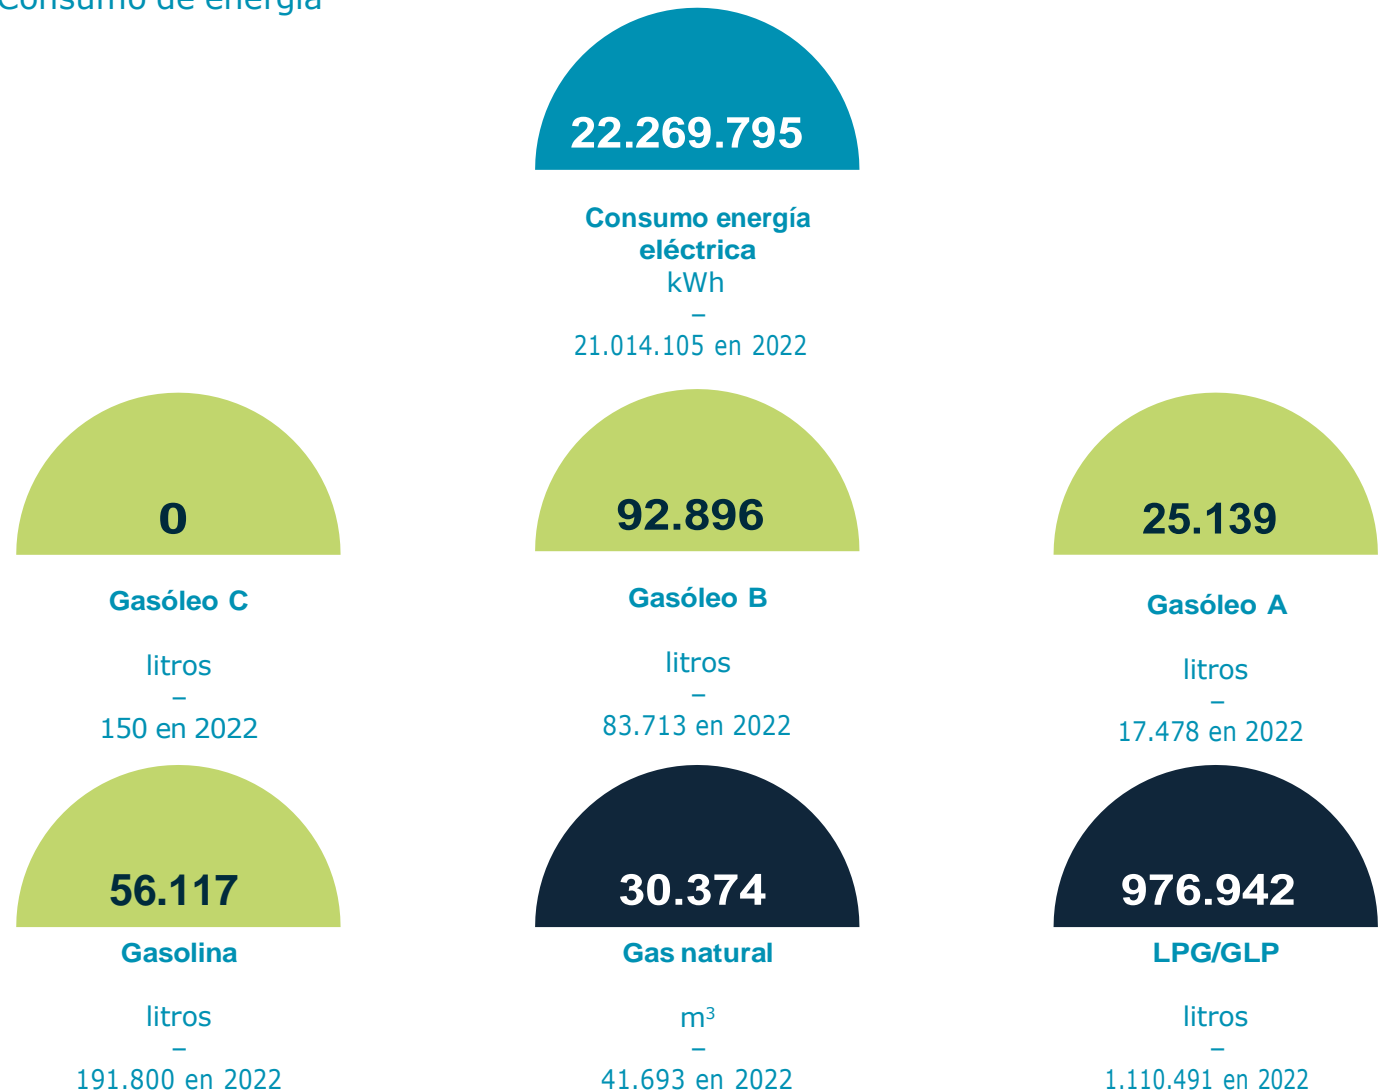 Consumo de energía
22.269.795
Consumo energía
eléctrica
kWh
–
21.014.105 en 2022
0
Gasóleo C
litros
–
150 en 2022
92.896
Gasóleo B
litros
–
83.713 en 2022
25.139
Gasóleo A
litros
–
17.478 en 2022
56.117
Gasolina
litros
–
191.800 en 2022
30.374
Gas natural
m³
–
41.693 en 2022
976.942
LPG/GLP
litros
–
1.110.491 en 2022